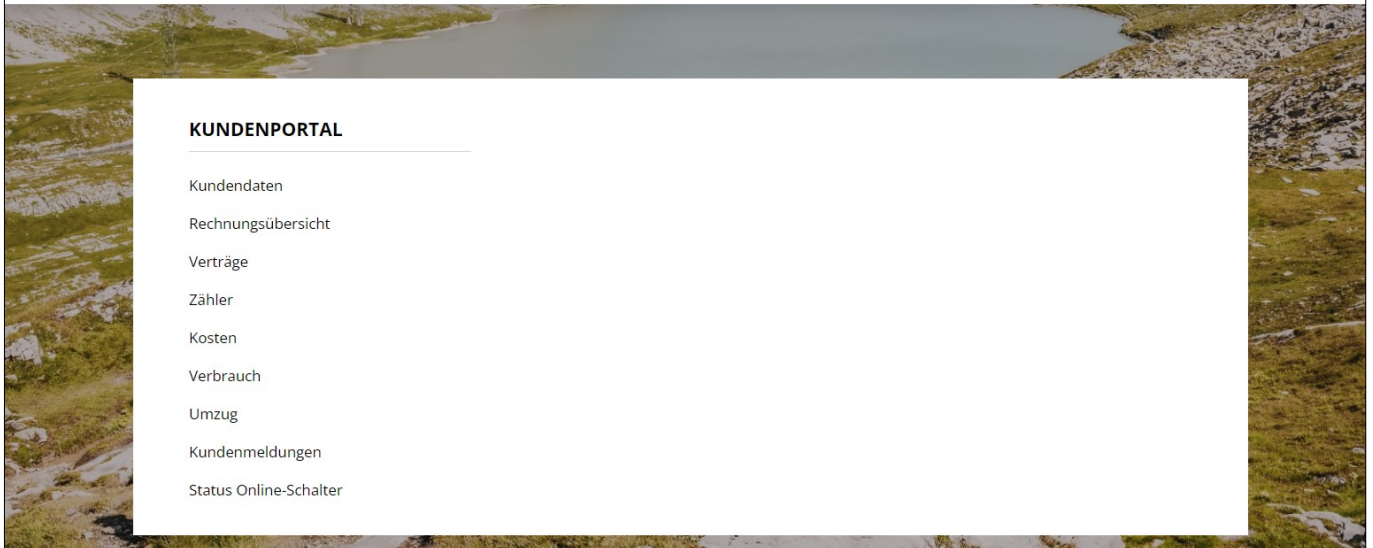 KUNDENPORTAL
Kundendaten
Rechnungsübersicht
Verträge
Zähler
Kosten
Verbrauch
Umzug
Kundenmeldungen
Status Online-Schalter